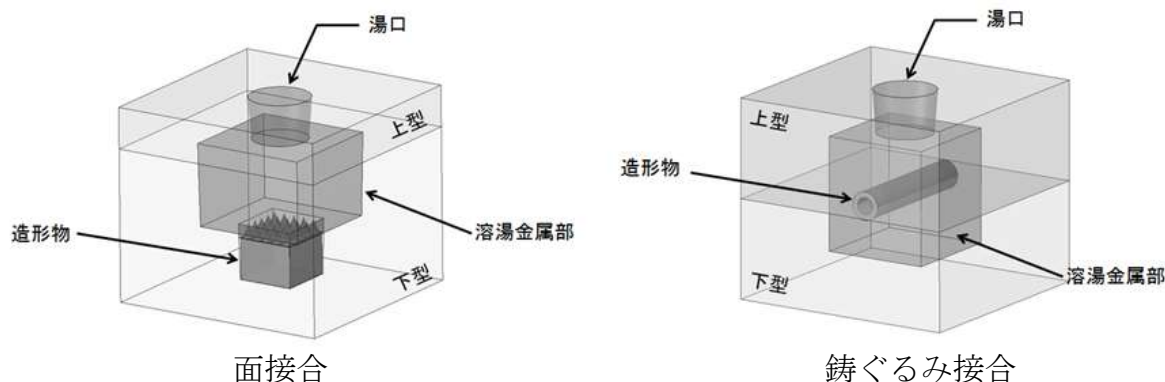 湯口
上型
造形物
溶湯金属部
下型
面接合
湯口
上型
造形物
溶湯金属部
下型
鋳ぐるみ接合